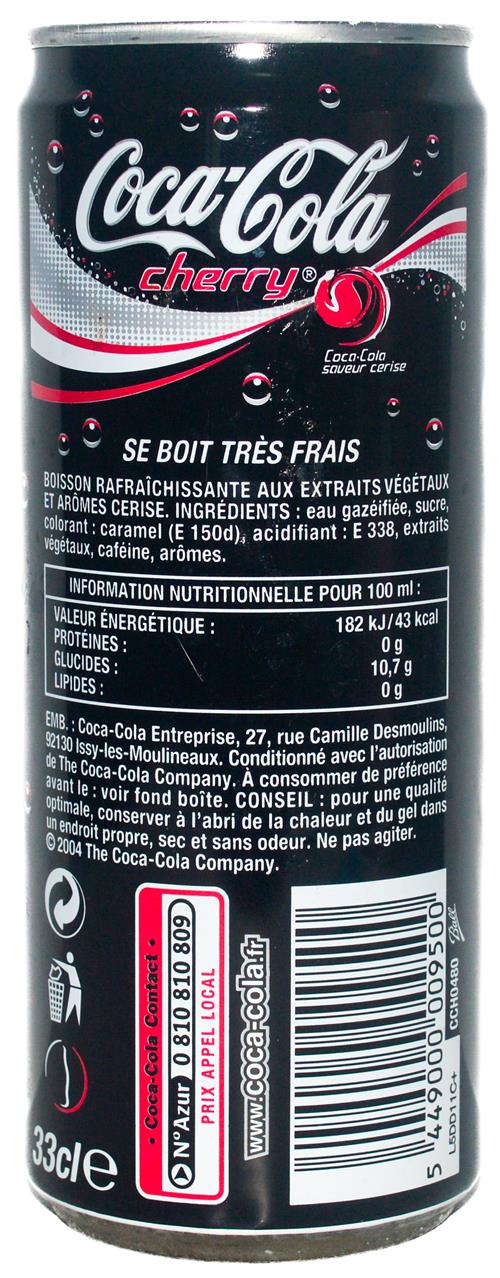 Coca-Cola
cherry®
Coca-Cola
saveur cerise
SE BOIT TRÈS FRAIS
BOISSON RAFRAÎCHISSANTE AUX EXTRAITS VÉGÉTAUX
ET ARÔMES CERISE. INGRÉDIENTS : eau gazéifiée, sucre,
colorant : caramel (E 150d), acidifiant : E 338, extraits
végétaux, caféine, arômes.
INFORMATION NUTRITIONNELLE POUR 100 ml :
VALEUR ÉNERGÉTIQUE : 182 kJ/43 kcal
PROTÉINES : 0 g
GLUCIDES : 10,7 g
LIPIDES : 0 g
EMB. : Coca-Cola Entreprise, 27, rue Camille Desmoulins,
92130 Issy-les-Moulineaux. Conditionné avec l'autorisation
de The Coca-Cola Company. À consommer de préférence
avant le : voir fond boîte. CONSEIL : pour une qualité
optimale, conserver à l'abri de la chaleur et du gel dans
un endroit propre, sec et sans odeur. Ne pas agiter.
© 2004 The Coca-Cola Company.
• Coca-Cola Contact •
N° Azur 0 810 810 809
PRIX APPEL LOCAL
www.coca-cola.fr
5 449000 009500
L5DD11C+ CCH0480 Ball
33cl e